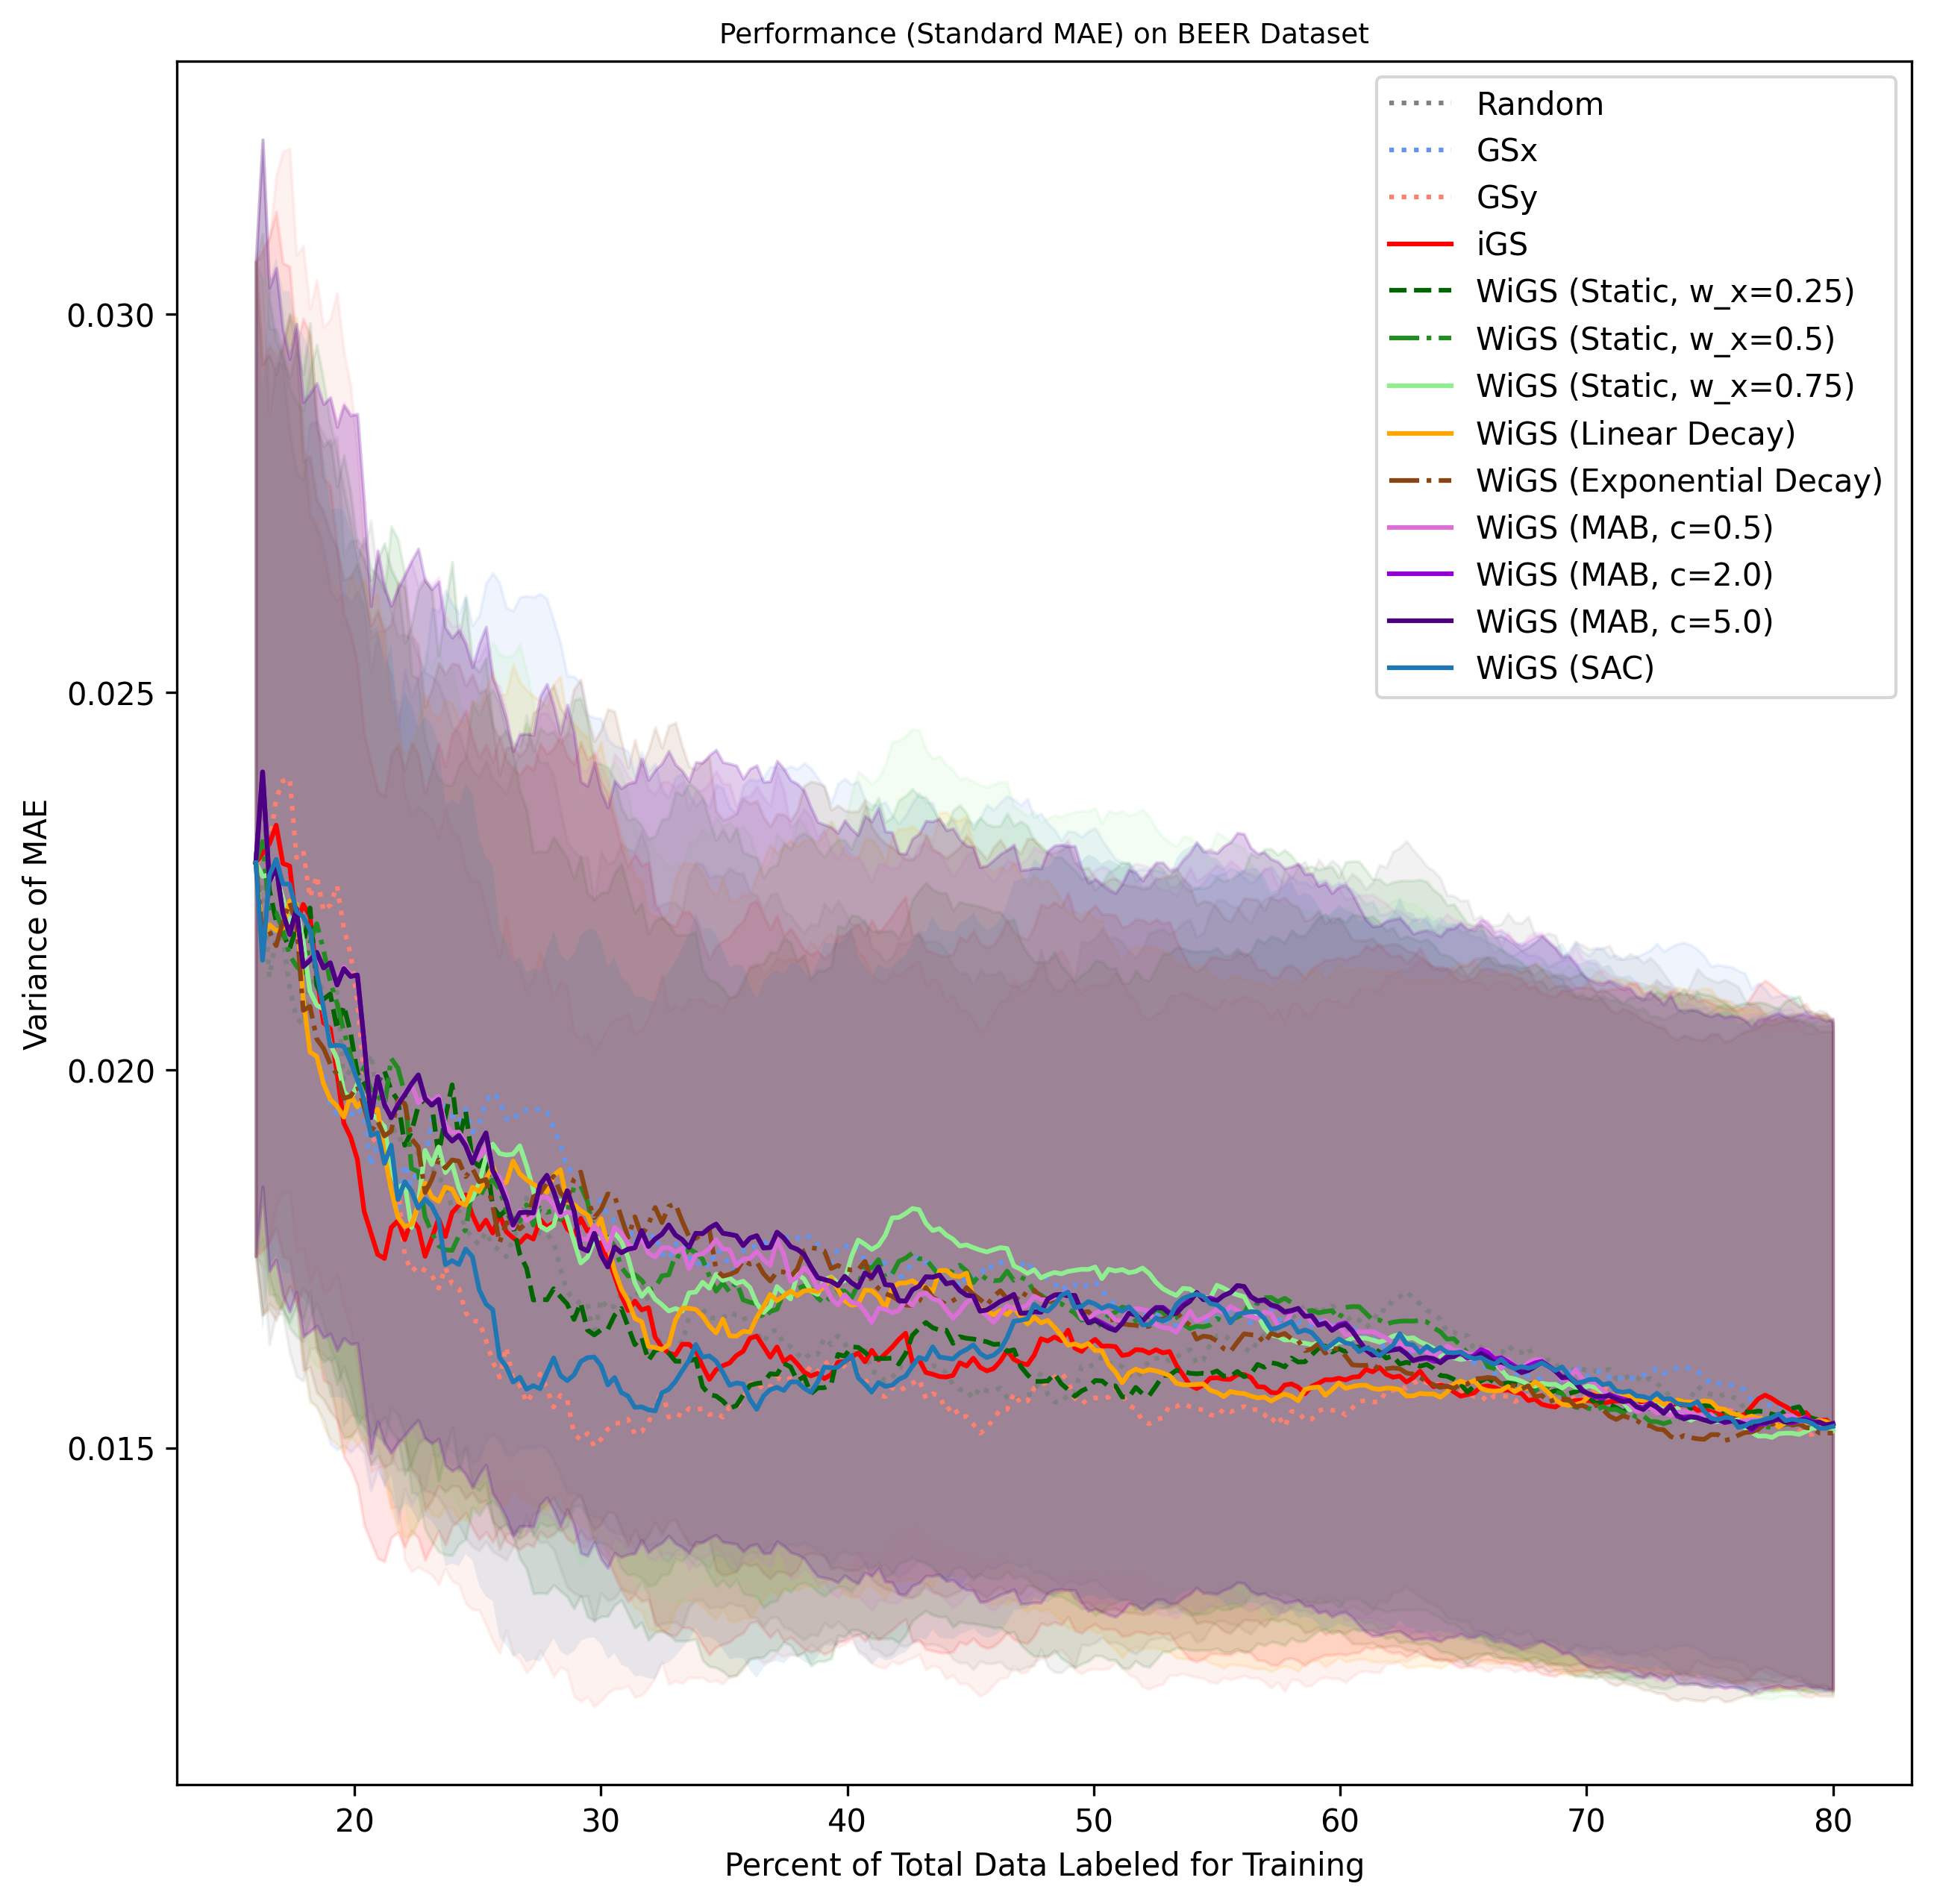 Performance (Standard MAE) on BEER Dataset
Random
GSx
GSy
iGS
WiGS (Static, w_x=0.25)
WiGS (Static, w_x=0.5)
WiGS (Static, w_x=0.75)
WiGS (Linear Decay)
WiGS (Exponential Decay)
WiGS (MAB, c=0.5)
WiGS (MAB, c=2.0)
WiGS (MAB, c=5.0)
WiGS (SAC)
Variance of MAE
0.030
0.025
0.020
0.015
20 30 40 50 60 70 80
Percent of Total Data Labeled for Training